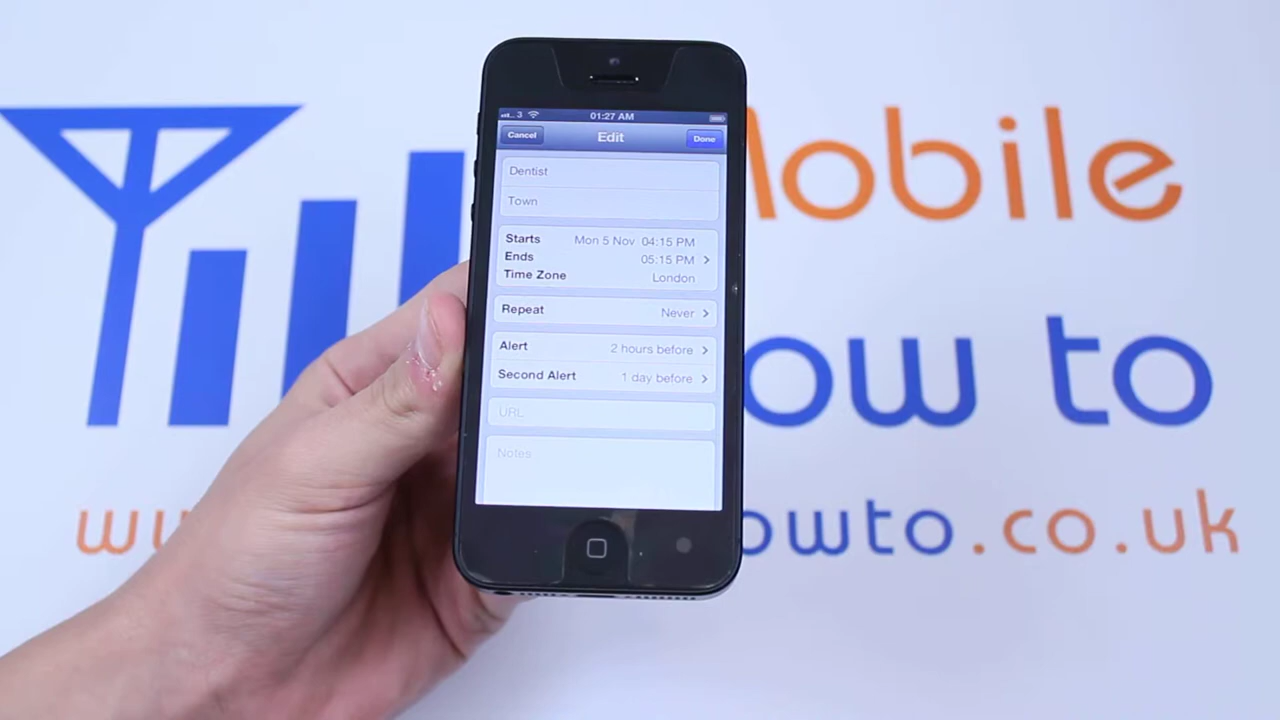 3 01:27 AM
Cancel Edit Done
Dentist
Town
Starts Mon 5 Nov 04:15 PM
Ends 05:15 PM
Time Zone London
Repeat Never
Alert 2 hours before
Second Alert 1 day before
URL
Notes
Mobile
ow to
owto.co.uk